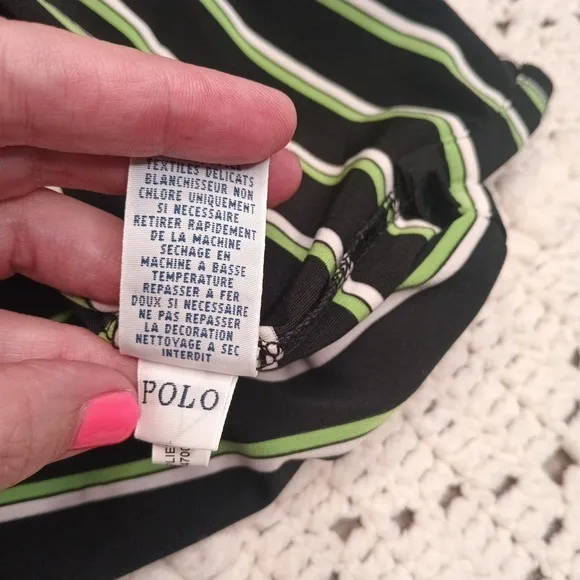 TEXTILES DELICATS
BLANCHISSEUR NON
CHLORE UNIQUEMENT
SI NECESSAIRE
RETIRER RAPIDEMENT
DE LA MACHINE
SECHAGE EN
MACHINE A BASSE
TEMPERATURE
REPASSER A FER
DOUX SI NECESSAIRE
NE PAS REPASSER
LA DECORATION
NETTOYAGE A SEC
INTERDIT
POLO